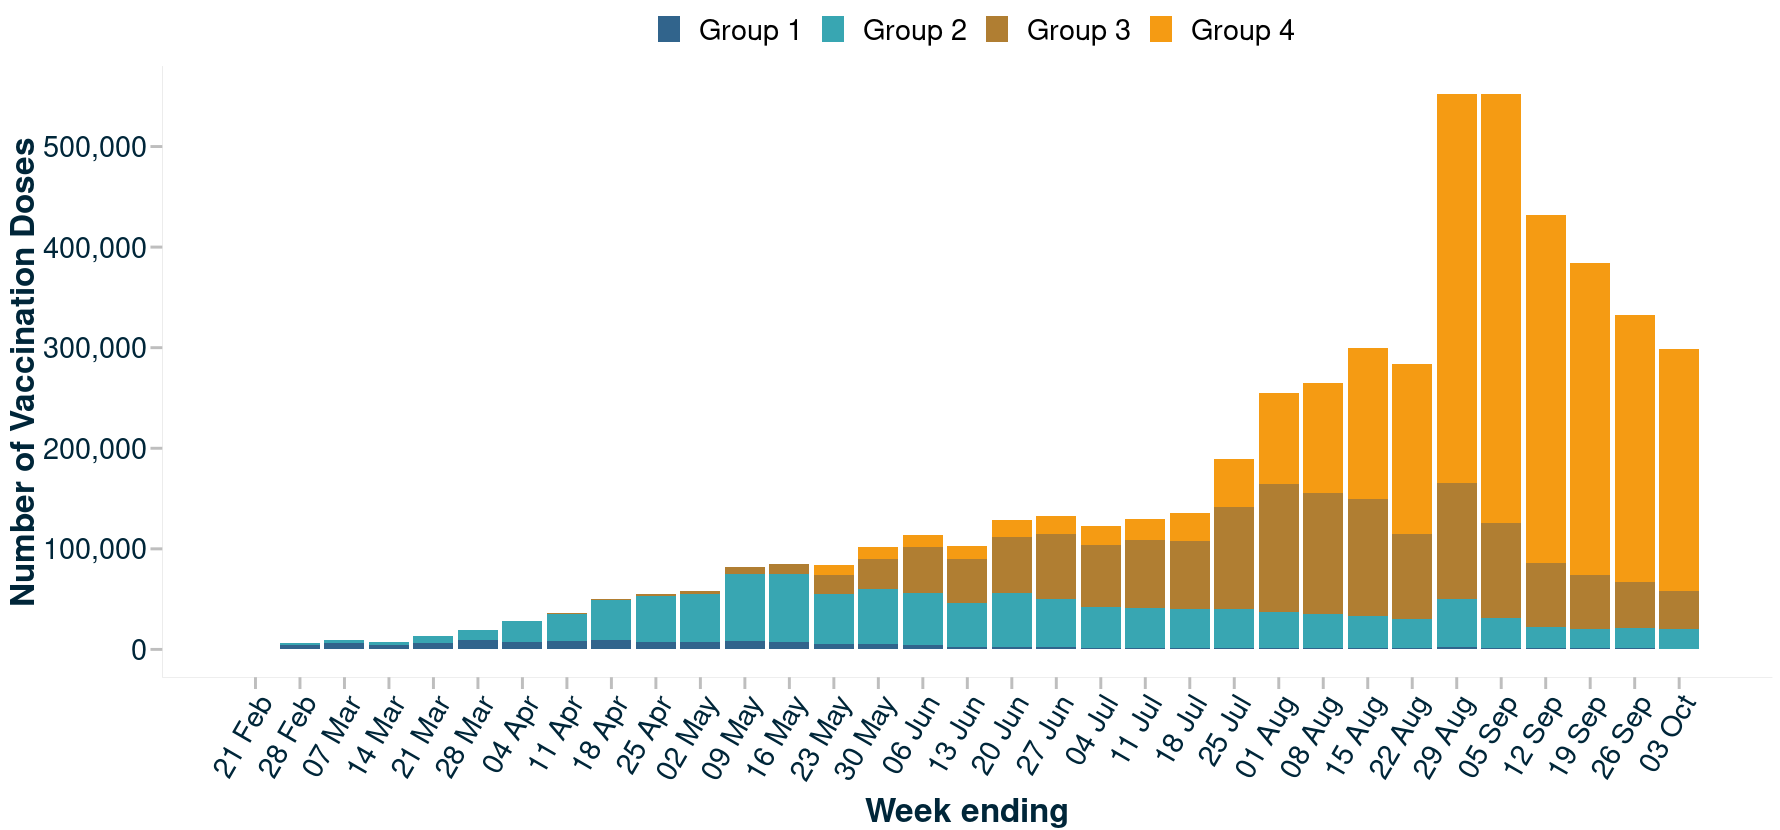 Group 1 Group 2 Group 3 Group 4
Number of Vaccination Doses
500,000
400,000
300,000
200,000
100,000
0
21 Feb
28 Feb
07 Mar
14 Mar
21 Mar
28 Mar
04 Apr
11 Apr
18 Apr
25 Apr
02 May
09 May
16 May
23 May
30 May
06 Jun
13 Jun
20 Jun
27 Jun
04 Jul
11 Jul
18 Jul
25 Jul
01 Aug
08 Aug
15 Aug
22 Aug
29 Aug
05 Sep
12 Sep
19 Sep
26 Sep
03 Oct
Week ending